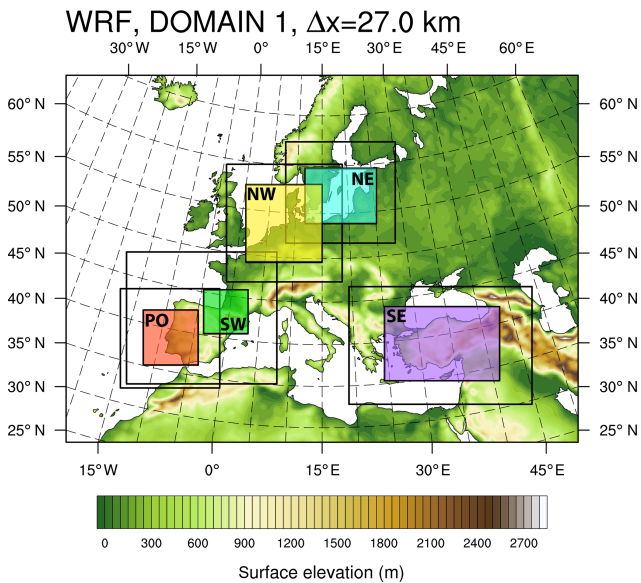 WRF, DOMAIN 1, Δx=27.0 km
30° W 15° W 0° 15° E 30° E 45° E 60° E
60° N 60° N
55° N 55° N
NE
NW
50° N 50° N
45° N 45° N
40° N 40° N
SE
PO SW
35° N 35° N
30° N 30° N
25° N 25° N
15° W 0° 15° E 30° E 45° E
0 300 600 900 1200 1500 1800 2100 2400 2700
Surface elevation (m)